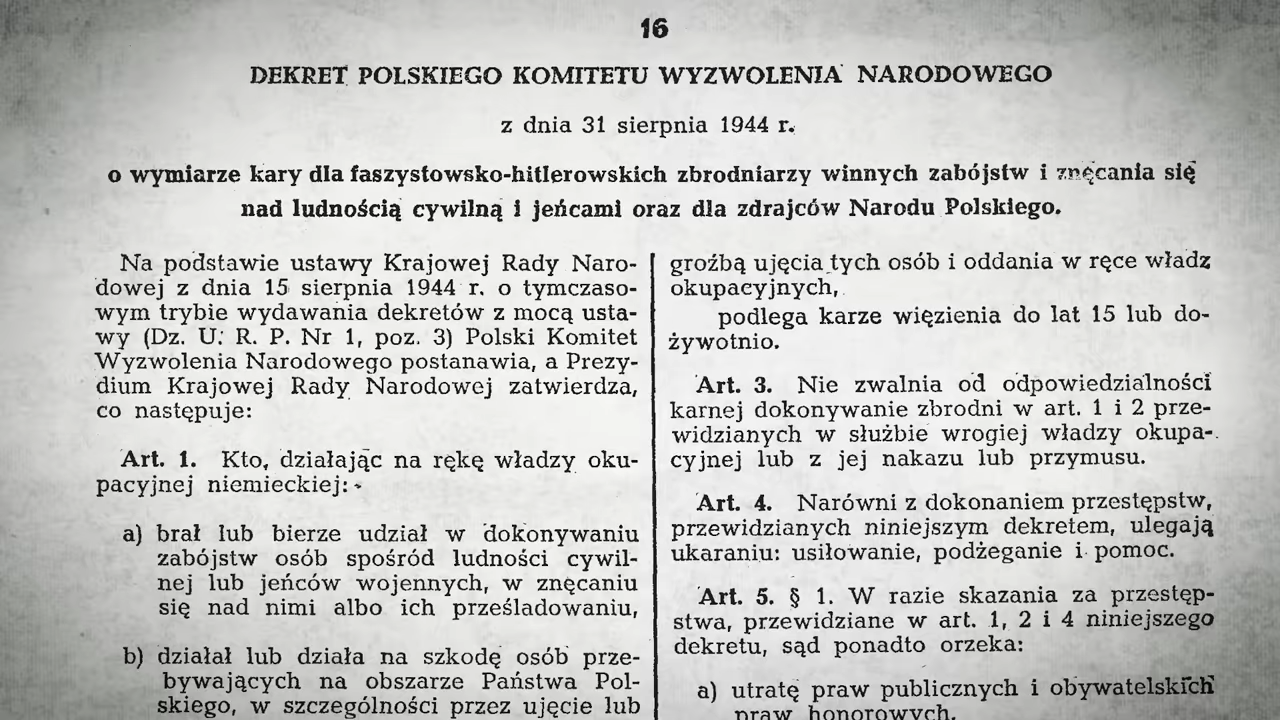 16
DEKRET POLSKIEGO KOMITETU WYZWOLENIA NARODOWEGO
z dnia 31 sierpnia 1944 r.
o wymiarze kary dla faszystowsko-hitlerowskich zbrodniarzy winnych zabójstw i znęcania się
nad ludnością cywilną i jeńcami oraz dla zdrajców Narodu Polskiego.
Na podstawie ustawy Krajowej Rady Naro-
dowej z dnia 15 sierpnia 1944 r. o tymczaso-
wym trybie wydawania dekretów z mocą usta-
wy (Dz. U. R. P. Nr 1, poz. 3) Polski Komitet
Wyzwolenia Narodowego postanawia, a Prezy-
dium Krajowej Rady Narodowej zatwierdza,
co następuje:
Art. 1. Kto, działając na rękę władzy oku-
pacyjnej niemieckiej:
a) brał lub bierze udział w dokonywaniu
zabójstw osób spośród ludności cywil-
nej lub jeńców wojennych, w znęcaniu
się nad nimi albo ich prześladowaniu,
b) działał lub działa na szkodę osób prze-
bywających na obszarze Państwa Pol-
skiego, w szczególności przez ujęcie lub
groźbą ujęcia tych osób i oddania w ręce władz
okupacyjnych,
podlega karze więzienia do lat 15 lub do-
żywotnio.
Art. 3. Nie zwalnia od odpowiedzialności
karnej dokonywanie zbrodni w art. 1 i 2 prze-
widzianych w służbie wrogiej władzy okupa-
cyjnej lub z jej nakazu lub przymusu.
Art. 4. Narówni z dokonaniem przestępstw,
przewidzianych niniejszym dekretem, ulegają
ukaraniu: usiłowanie, podżeganie i pomoc.
Art. 5. § 1. W razie skazania za przestęp-
stwa, przewidziane w art. 1, 2 i 4 niniejszego
dekretu, sąd ponadto orzeka:
a) utratę praw publicznych i obywatelskich
praw honorowych,